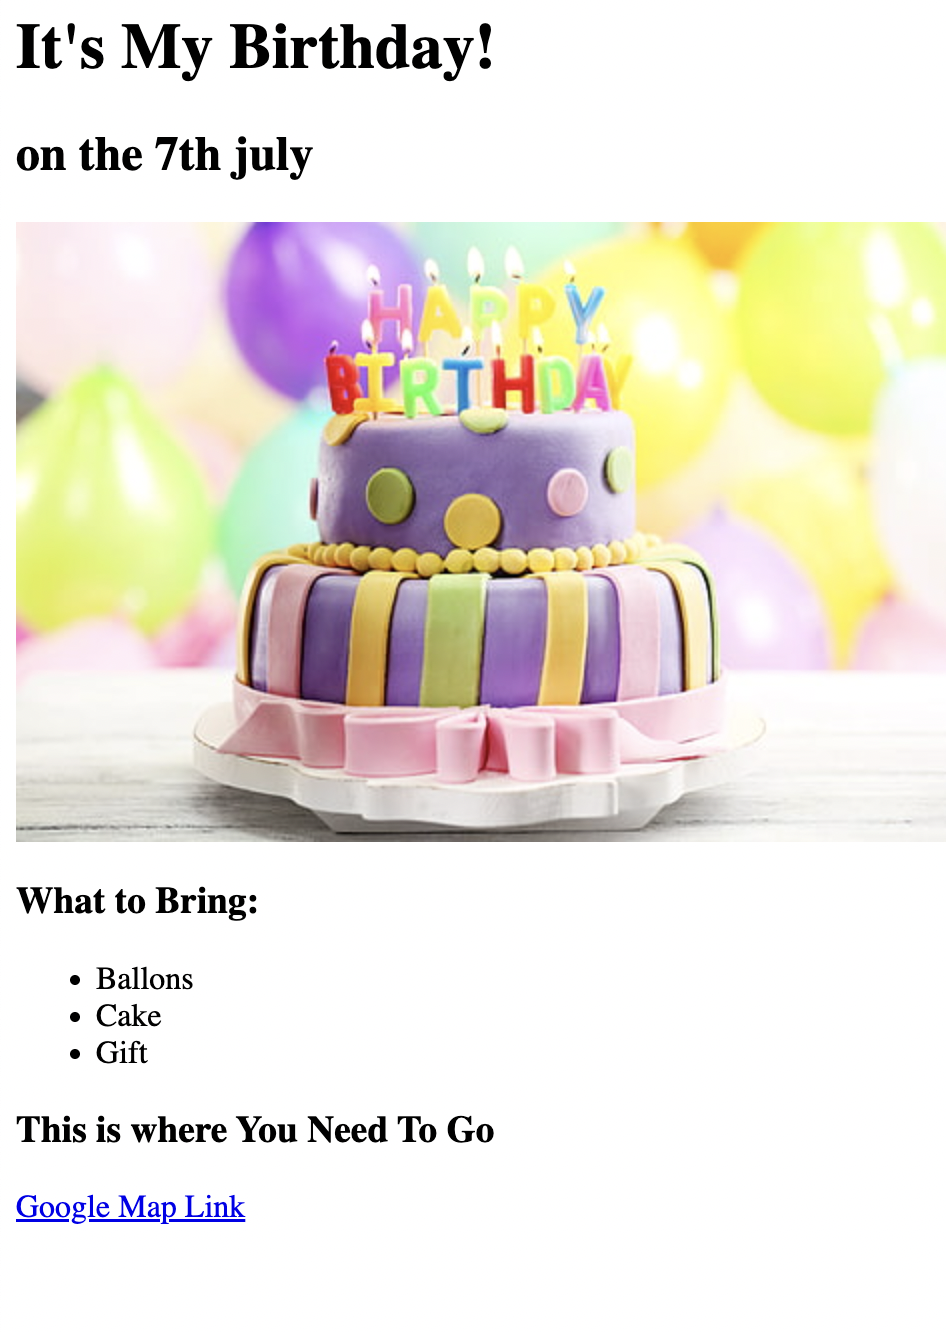 It's My Birthday!
on the 7th july
HAPPY
BIRTHDAY
What to Bring:
Ballons
Cake
Gift
This is where You Need To Go
Google Map Link